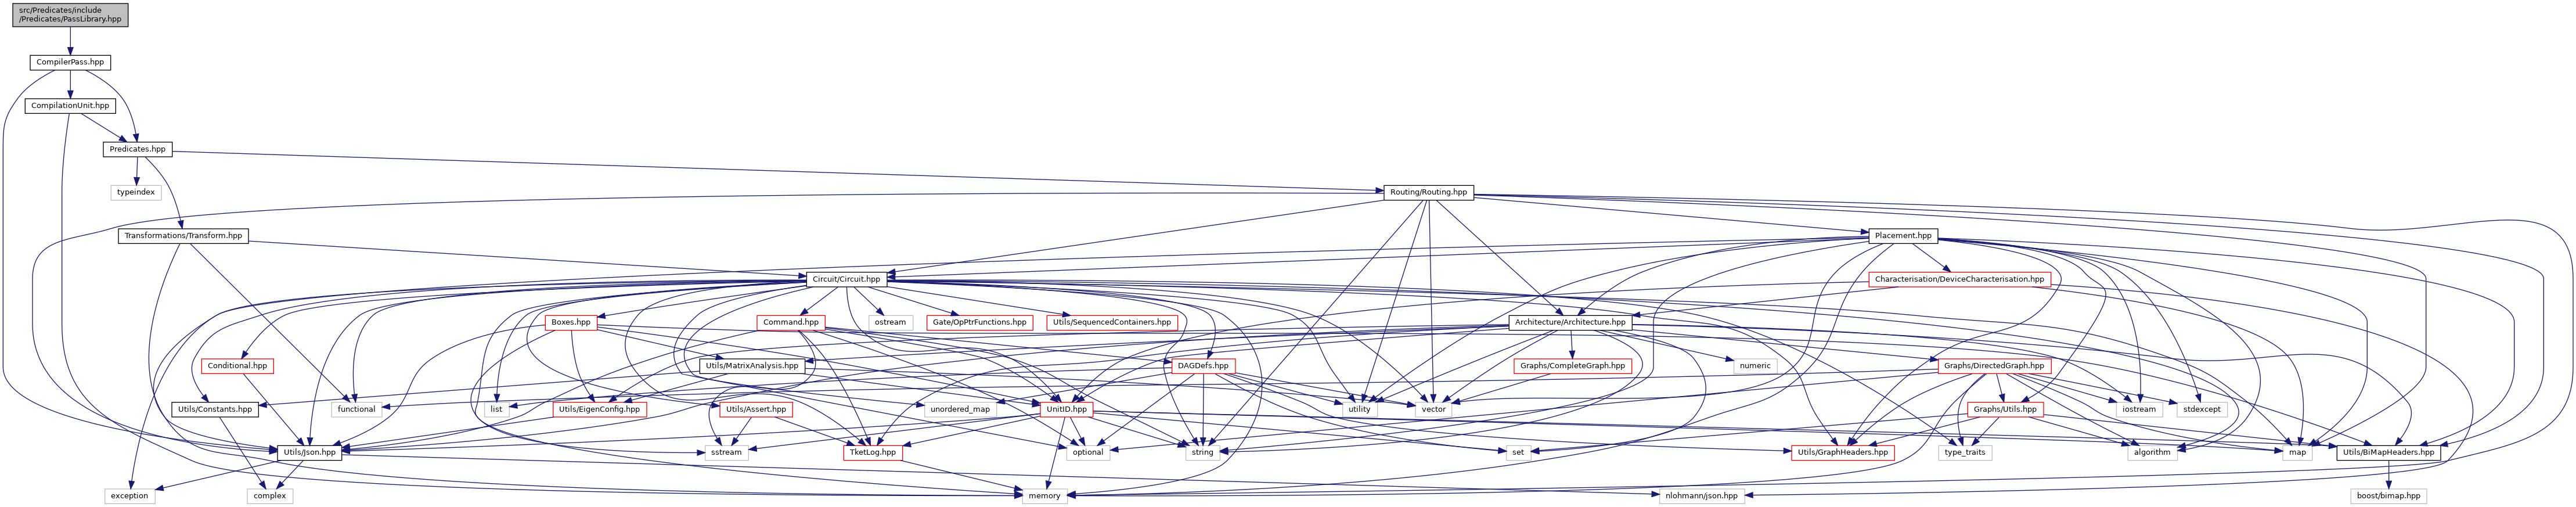 src/Predicates/include
/Predicates/PassLibrary.hpp
CompilerPass.hpp
CompilationUnit.hpp
Predicates.hpp
typeindex
Routing/Routing.hpp
Transformations/Transform.hpp
Placement.hpp
Circuit/Circuit.hpp
Characterisation/DeviceCharacterisation.hpp
Boxes.hpp
Command.hpp
ostream
Gate/OpPtrFunctions.hpp
Utils/SequencedContainers.hpp
Architecture/Architecture.hpp
Conditional.hpp
Utils/MatrixAnalysis.hpp
DAGDefs.hpp
Graphs/CompleteGraph.hpp
numeric
Graphs/DirectedGraph.hpp
Utils/Constants.hpp
functional
list
Utils/EigenConfig.hpp
Utils/Assert.hpp
unordered_map
UnitID.hpp
utility
vector
Graphs/Utils.hpp
iostream
stdexcept
Utils/Json.hpp
sstream
TketLog.hpp
optional
string
set
Utils/GraphHeaders.hpp
type_traits
algorithm
map
Utils/BiMapHeaders.hpp
exception
complex
memory
nlohmann/json.hpp
boost/bimap.hpp